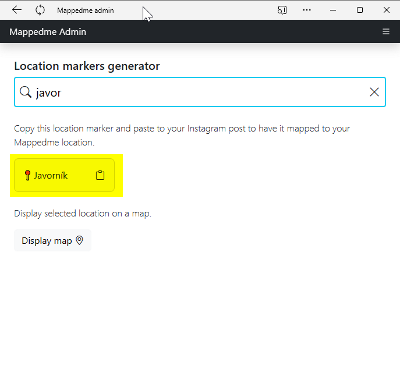 Mappedme admin
Mappedme Admin
Location markers generator
javor
Copy this location marker and paste to your Instagram post to have it mapped to your
Mappedme location.
Javorník
Display selected location on a map.
Display map